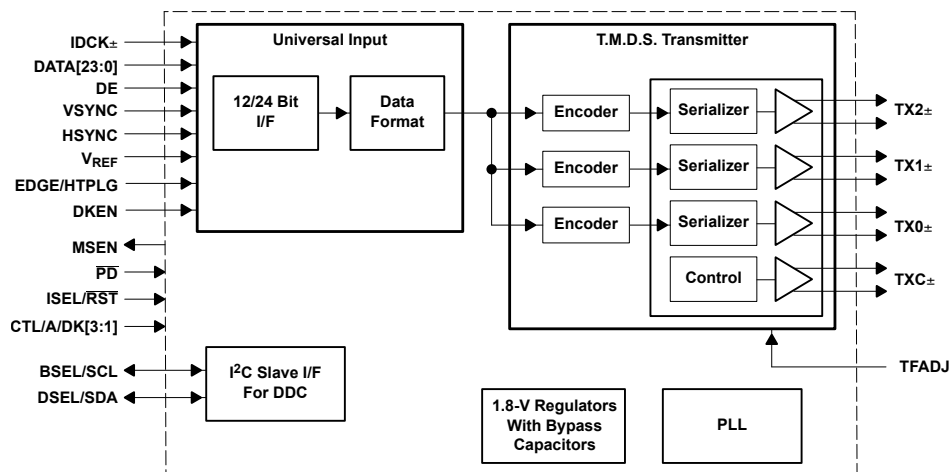 Universal Input
T.M.D.S. Transmitter
IDCK±
DATA[23:0]
DE
VSYNC
HSYNC
VREF
EDGE/HTPLG
DKEN
MSEN
PD
ISEL/RST
CTL/A/DK[3:1]
BSEL/SCL
DSEL/SDA
12/24 Bit
I/F
Data
Format
Encoder
Serializer
TX2±
Encoder
Serializer
TX1±
Encoder
Serializer
TX0±
Control
TXC±
TFADJ
I2C Slave I/F
For DDC
1.8-V Regulators
With Bypass
Capacitors
PLL